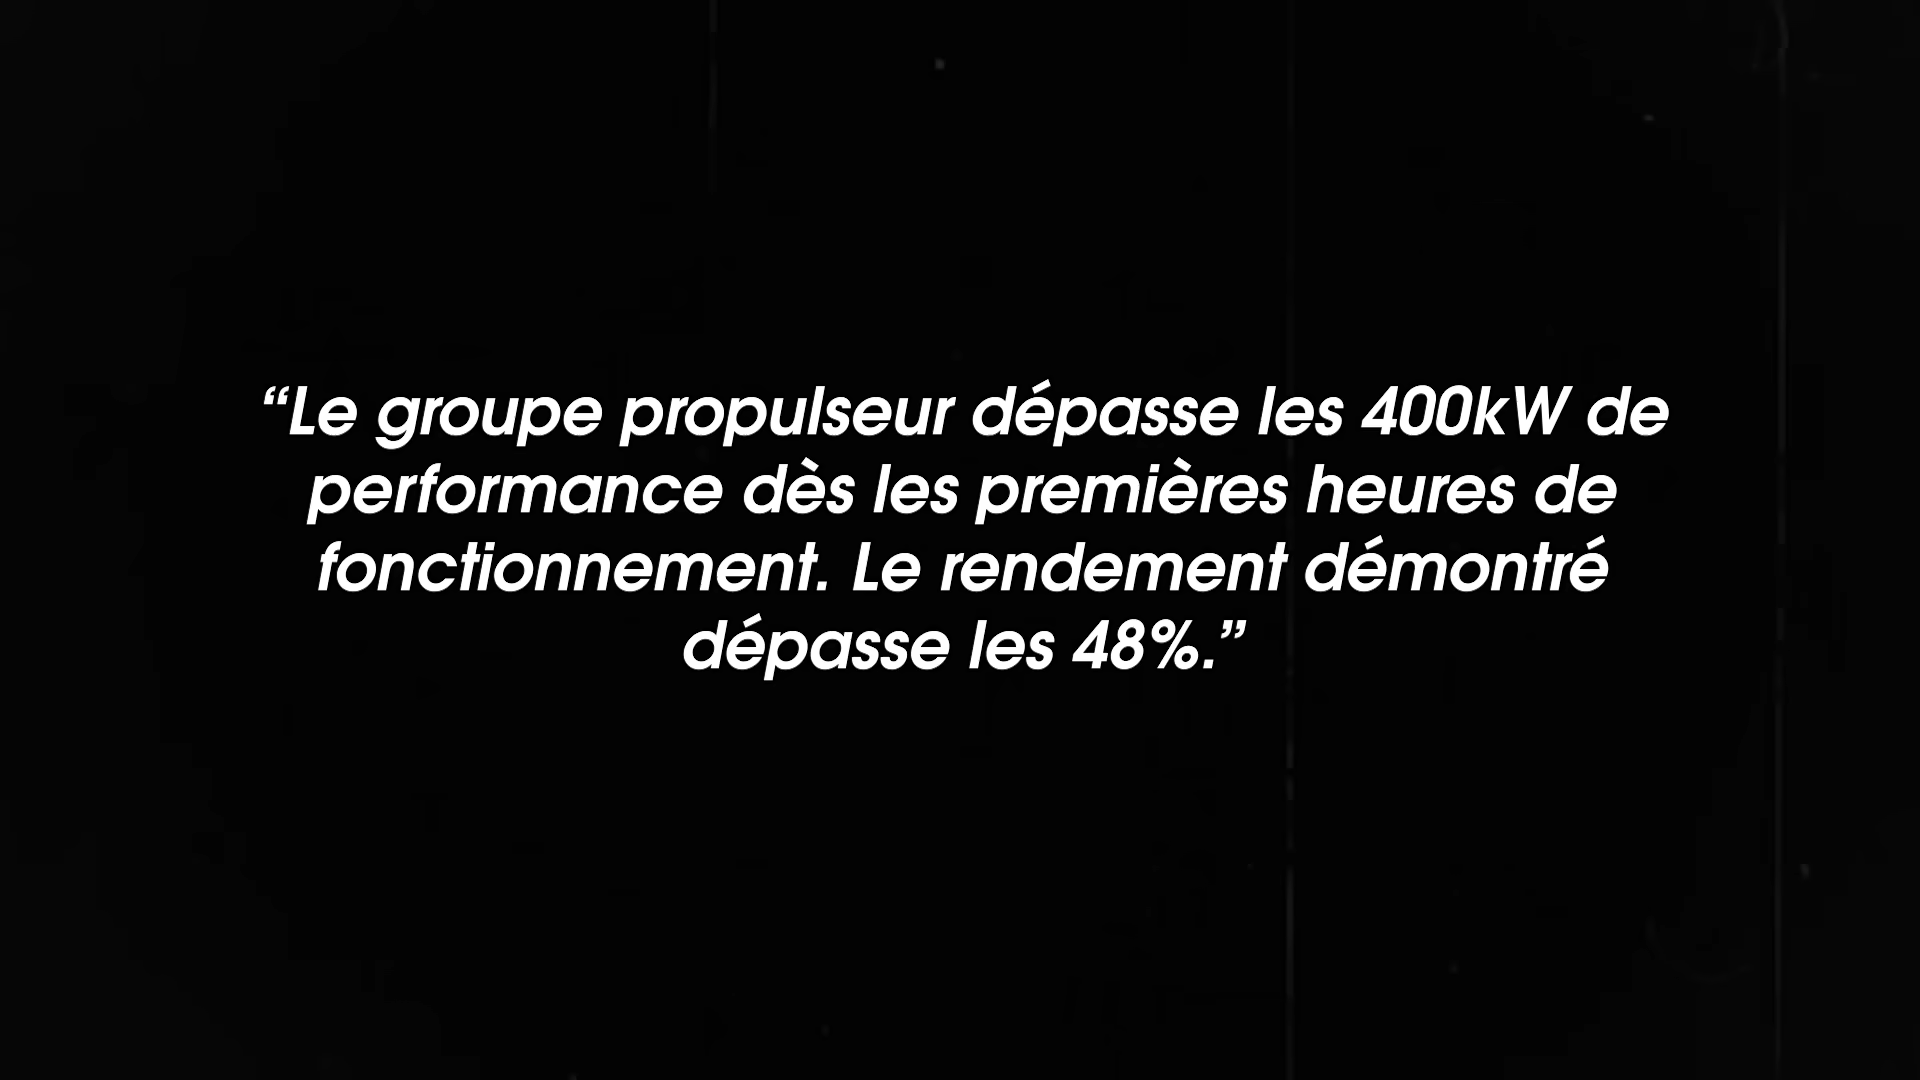 “Le groupe propulseur dépasse les 400kW de
performance dès les premières heures de
fonctionnement. Le rendement démontré
dépasse les 48%.”